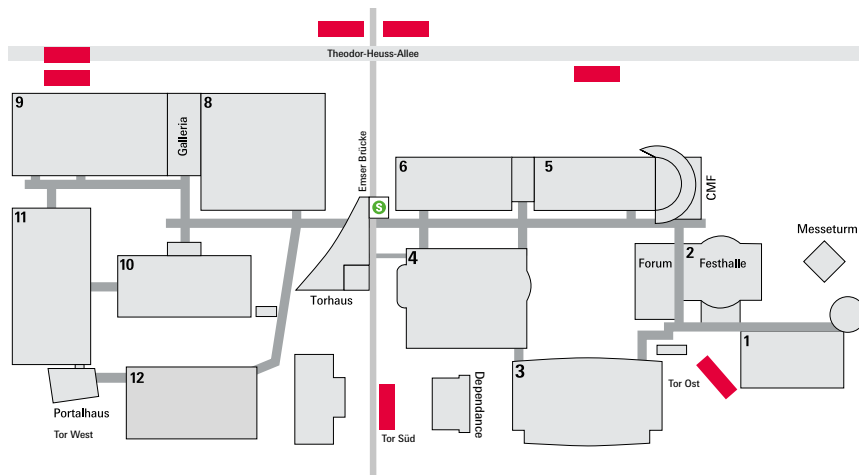 Theodor-Heuss-Allee
9
8
Galleria
Emser Brücke
6
5
CMF
S
11
10
4
Forum
2
Festhalle
Messeturm
Torhaus
1
12
3
Dependance
Tor Ost
Portalhaus
Tor West
Tor Süd